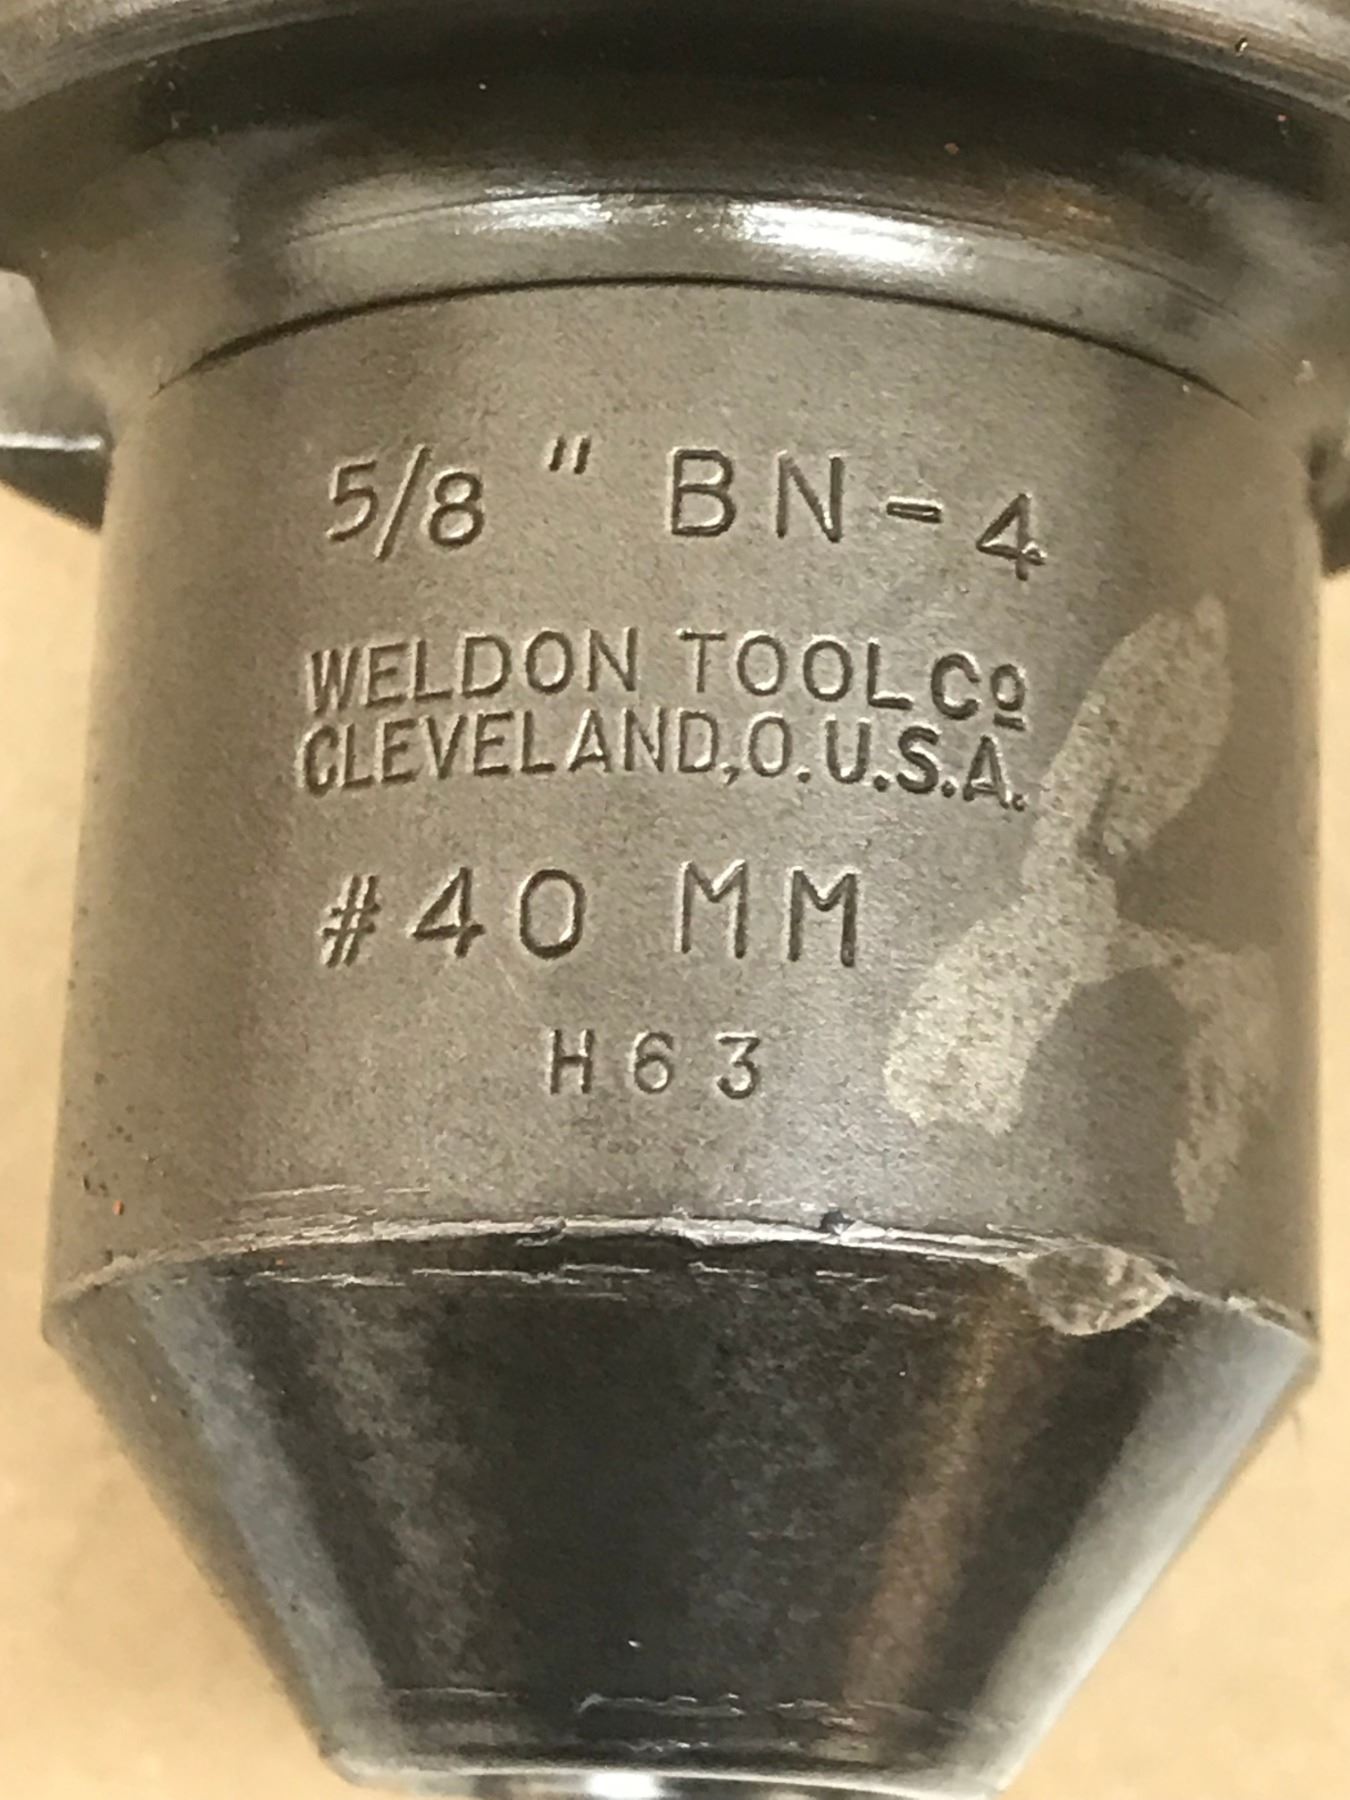 5/8 " BN-4
WELDON TOOL Cº
CLEVELAND,O.U.S.A.
#40 MM
H63